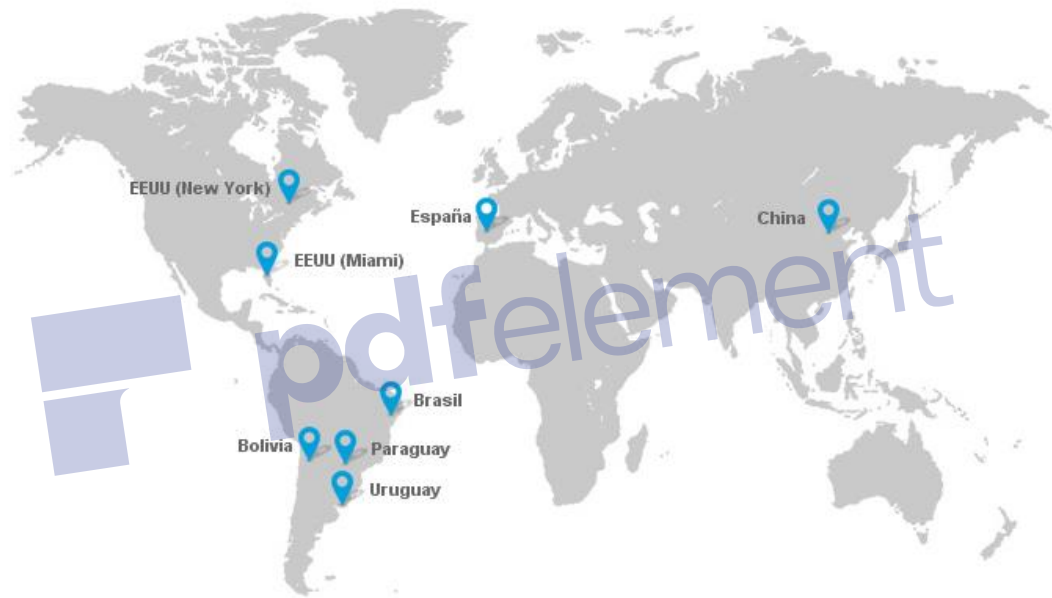 EEUU (New York)
España
China
EEUU (Miami)
pdfelement
Brasil
Bolivia
Paraguay
Uruguay